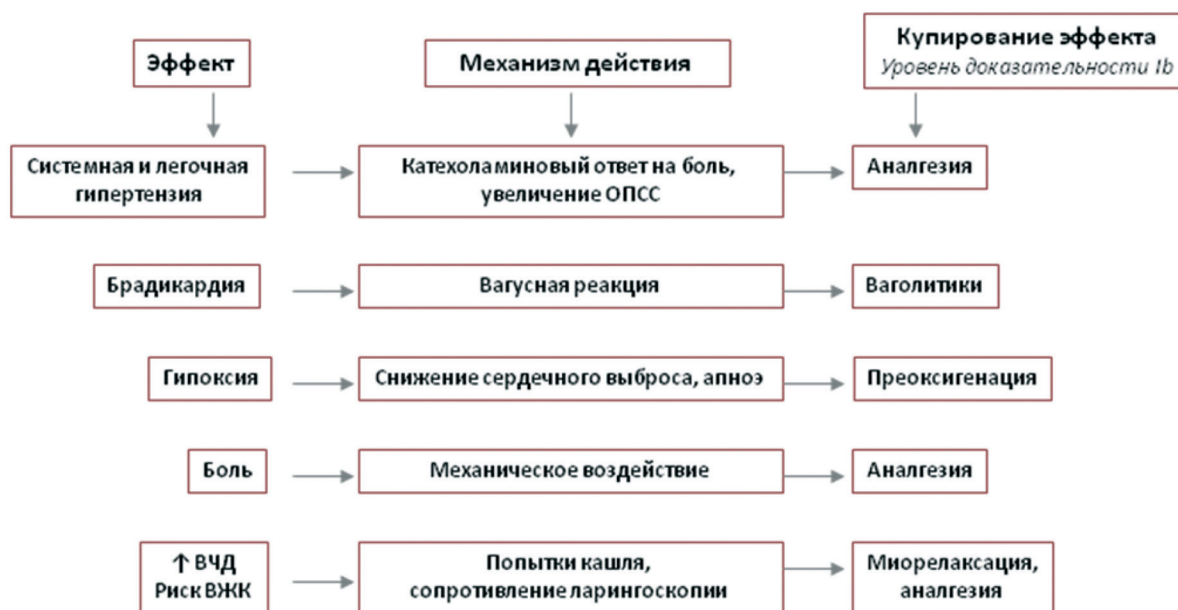 Эффект
Механизм действия
Купирование эффекта
Уровень доказательности Ib
Системная и легочная
гипертензия
Катехоламиновый ответ на боль,
увеличение ОПСС
Аналгезия
Брадикардия
Вагусная реакция
Ваголитики
Гипоксия
Снижение сердечного выброса, апноэ
Преоксигенация
Боль
Механическое воздействие
Аналгезия
↑ ВЧД
Риск ВЖК
Попытки кашля,
сопротивление ларингоскопии
Миорелаксация,
аналгезия